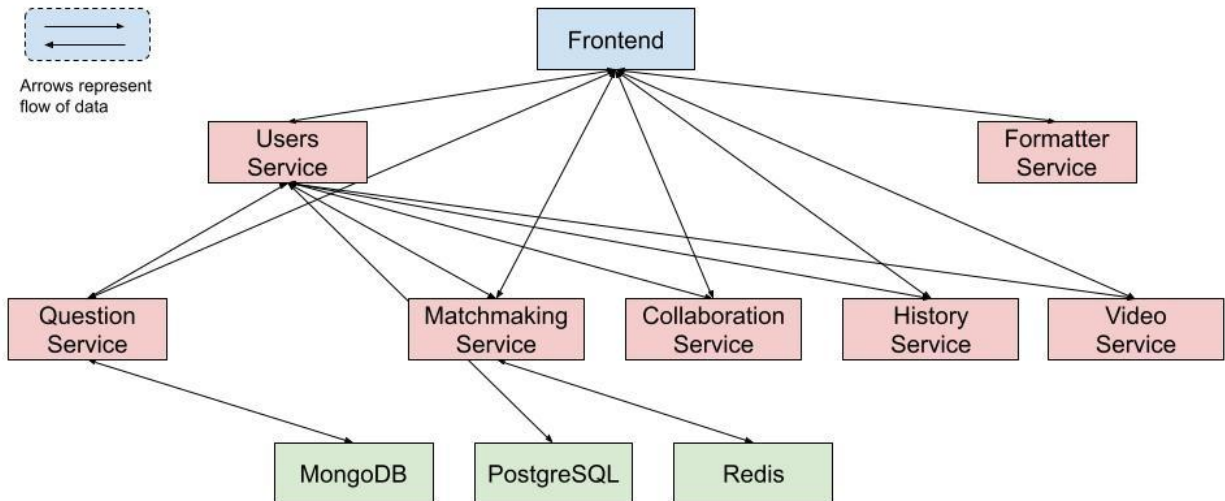 Frontend
Arrows represent
flow of data
Users
Service
Formatter
Service
Question
Service
Matchmaking
Service
Collaboration
Service
History
Service
Video
Service
MongoDB
PostgreSQL
Redis